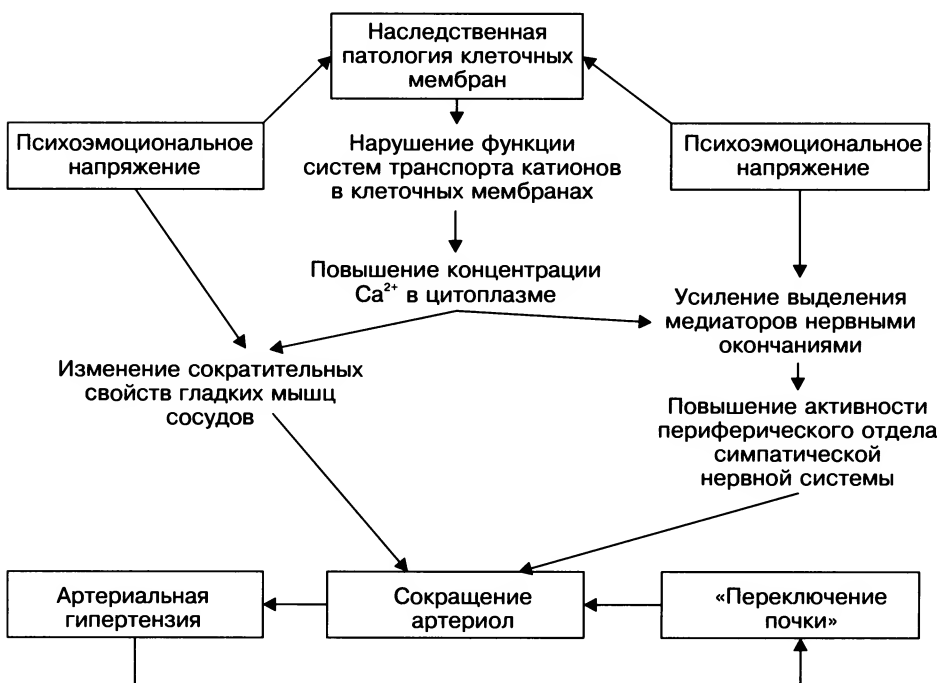 Наследственная
патология клеточных
мембран
Психоэмоциональное
напряжение
Нарушение функции
систем транспорта катионов
в клеточных мембранах
Психоэмоциональное
напряжение
Повышение концентрации
Ca²⁺ в цитоплазме
Усиление выделения
медиаторов нервными
окончаниями
Изменение сократительных
свойств гладких мышц
сосудов
Повышение активности
периферического отдела
симпатической
нервной системы
Артериальная
гипертензия
Сокращение
артериол
«Переключение
почки»